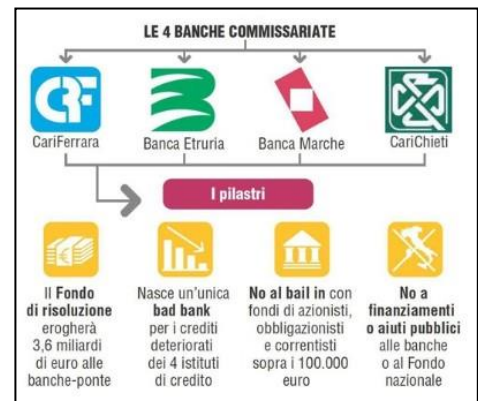 LE 4 BANCHE COMMISSARIATE
CRF
CariFerrara
Banca Etruria
Banca Marche
CariChieti
I pilastri
Il Fondo
di risoluzione
erogherà
3,6 miliardi
di euro alle
banche-ponte
Nasce un'unica
bad bank
per i crediti
deteriorati
dei 4 istituti
di credito
No al bail in con
fondi di azionisti,
obbligazionisti
e correntisti
sopra i 100.000
euro
No a
finanziamenti
o aiuti pubblici
alle banche
o al Fondo
nazionale